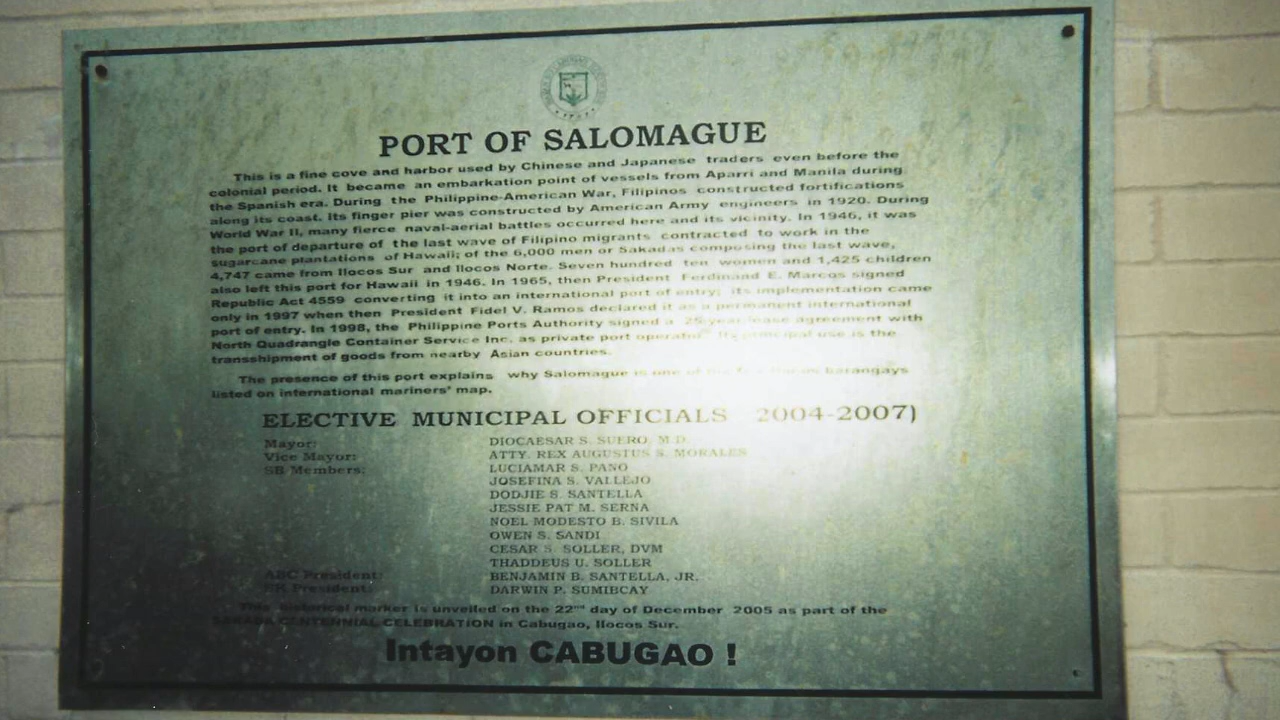 PORT OF SALOMAGUE
This is a fine cove and harbor used by Chinese and Japanese traders even before the
colonial period. It became an embarkation point of vessels from Aparri and Manila during
the Spanish era. During the Philippine-American War, Filipinos constructed fortifications
along its coast. Its finger pier was constructed by American Army engineers in 1920. During
World War II, many fierce naval-aerial battles occurred here and its vicinity. In 1946, it was
the port of departure of the last wave of Filipino migrants contracted to work in the
sugarcane plantations of Hawaii; of the 6,000 men or Sakadas composing the last wave,
4,747 came from Ilocos Sur and Ilocos Norte. Seven hundred ten women and 1,425 children
also left this port for Hawaii in 1946. In 1965, then President Ferdinand E. Marcos signed
Republic Act 4559 converting it into an international port of entry; its implementation came
only in 1997 when then President Fidel V. Ramos declared it as a permanent international
port of entry. In 1998, the Philippine Ports Authority signed a 25-year lease agreement with
North Quadrangle Container Service Inc. as private port operator. Its principal use is the
transshipment of goods from nearby Asian countries.
The presence of this port explains why Salomague is one of the few barangays
listed on international mariners' map.
ELECTIVE MUNICIPAL OFFICIALS 2004-2007)
Mayor: DIOCAESAR S. SUERO, M.D.
Vice Mayor: ATTY. REX AUGUSTUS S. MORALES
SB Members: LUCIAMAR S. PANO
JOSEFINA S. VALLEJO
DODJIE S. SANTELLA
JESSIE PAT M. SERNA
NOEL MODESTO B. SIVILA
OWEN S. SANDI
CESAR S. SOLLER, DVM
THADDEUS U. SOLLER
ABC President: BENJAMIN B. SANTELLA, JR.
SK President: DARWIN P. SUMIBCAY
This historical marker is unveiled on the 22nd day of December 2005 as part of the
SAKADA CENTENNIAL CELEBRATION in Cabugao, Ilocos Sur.
Intayon CABUGAO !